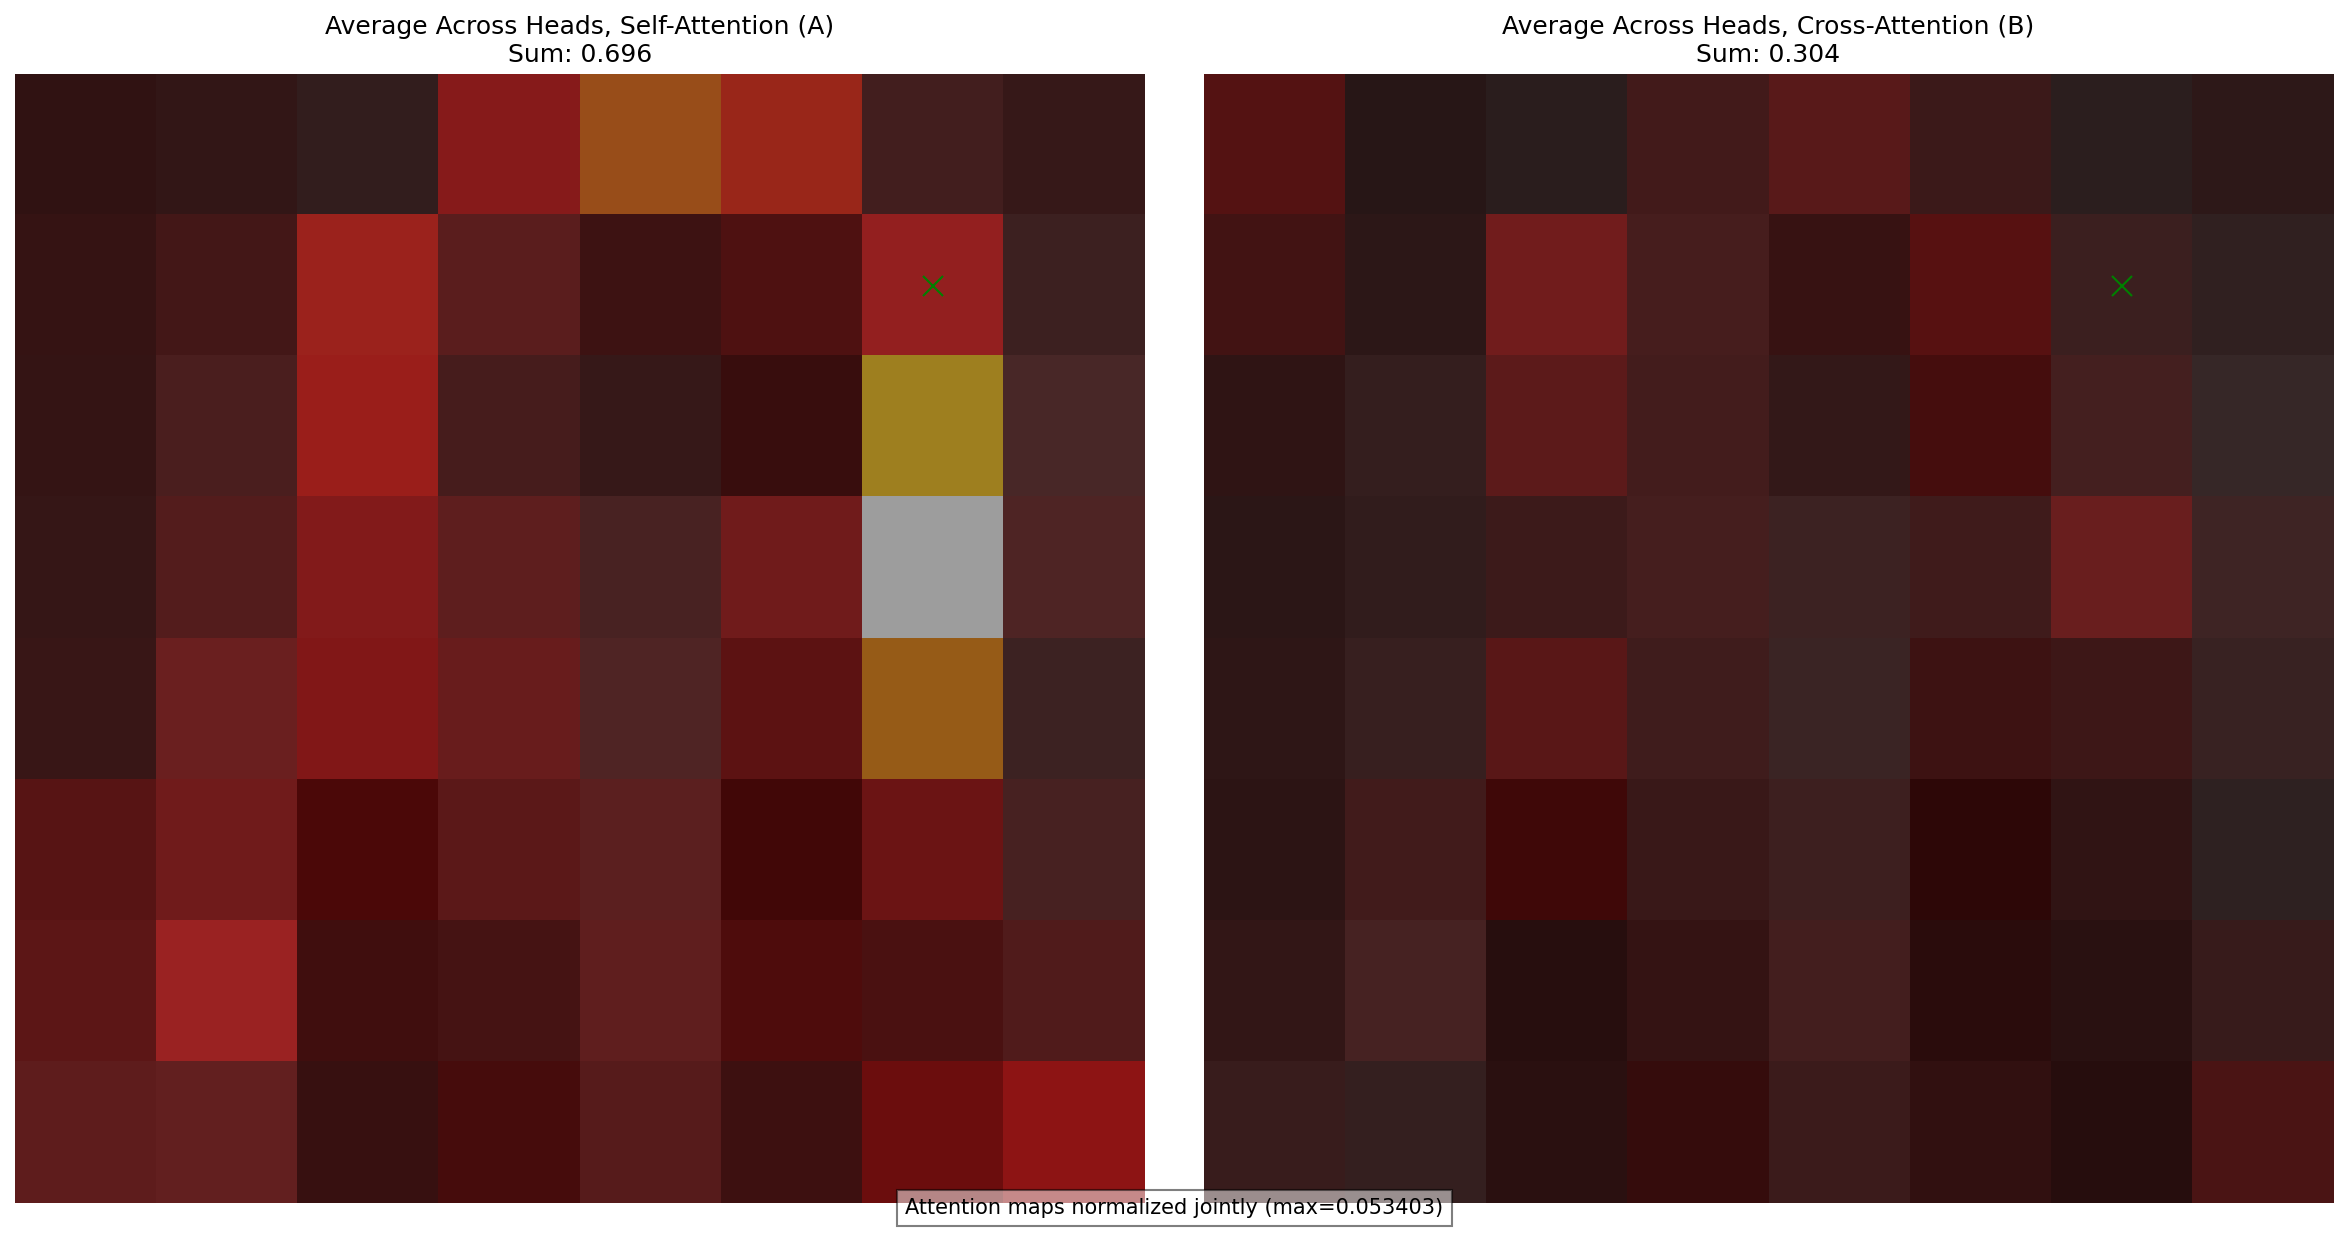 Average Across Heads, Self-Attention (A)
Sum: 0.696
Average Across Heads, Cross-Attention (B)
Sum: 0.304
Attention maps normalized jointly (max=0.053403)